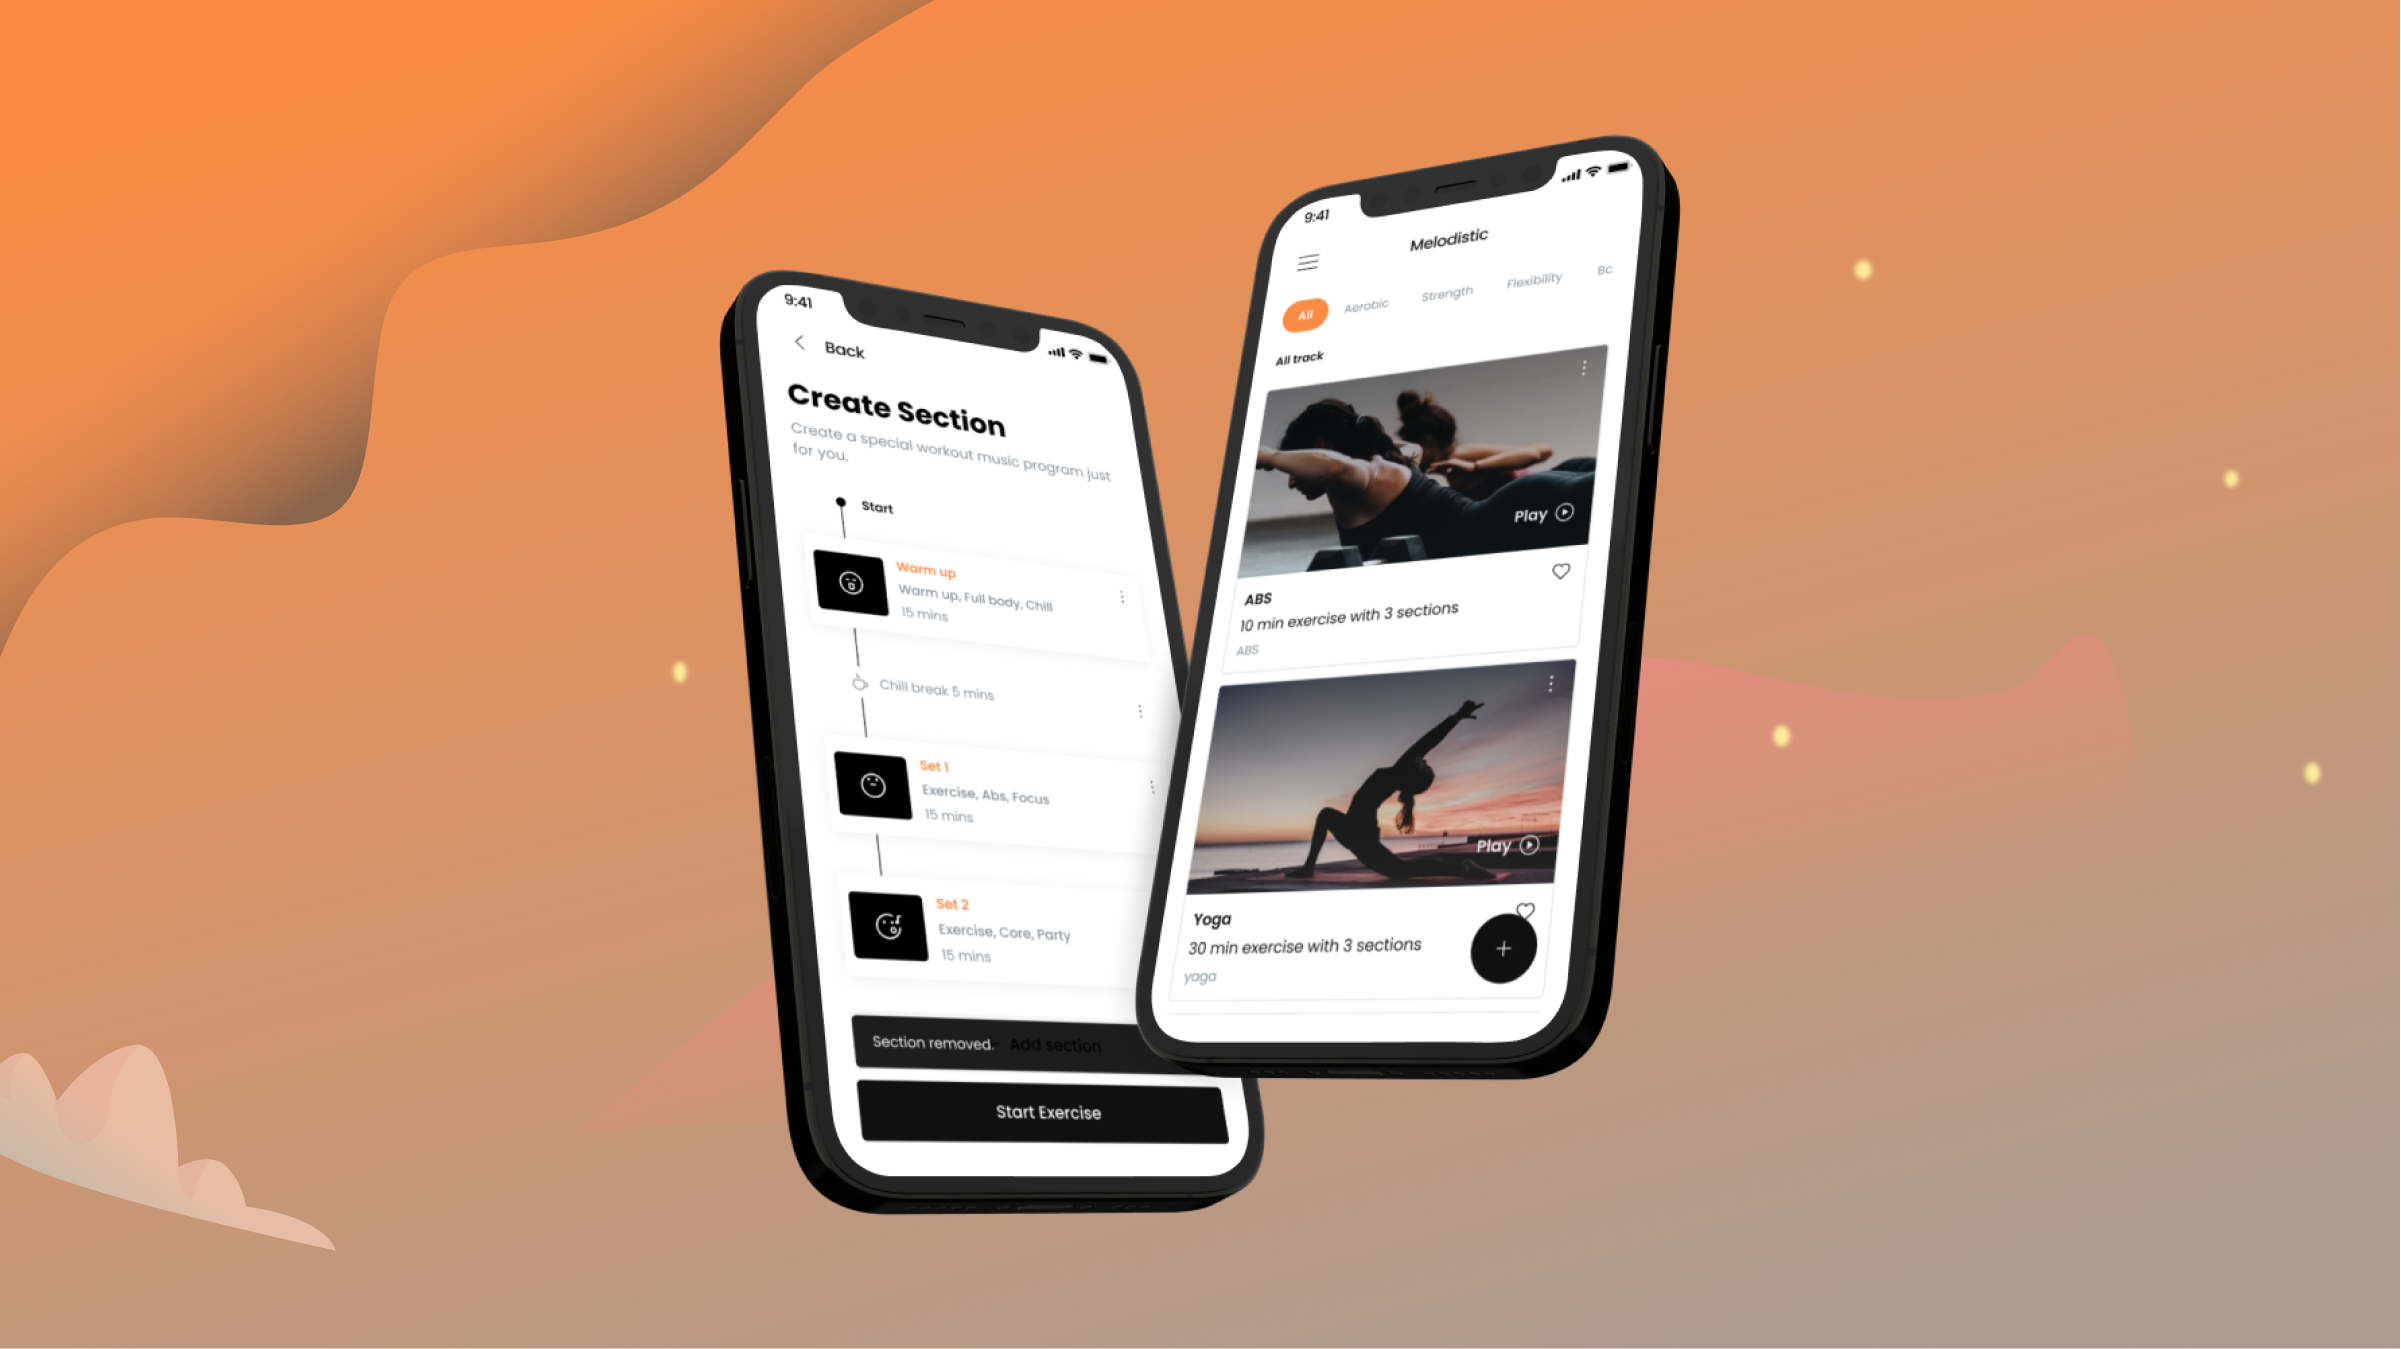 9:41
Back
Create Section
Create a special workout music program just
for you.
Start
Warm up
Warm up, Full body, Chill
15 mins
Chill break 5 mins
Set 1
Exercise, Abs, Focus
15 mins
Set 2
Exercise, Core, Party
15 mins
Section removed. Add section
Start Exercise
9:41
Melodistic
All Aerobic Strength Flexibility Ba
All track
Play
ABS
10 min exercise with 3 sections
ABS
Play
Yoga
30 min exercise with 3 sections
yaga